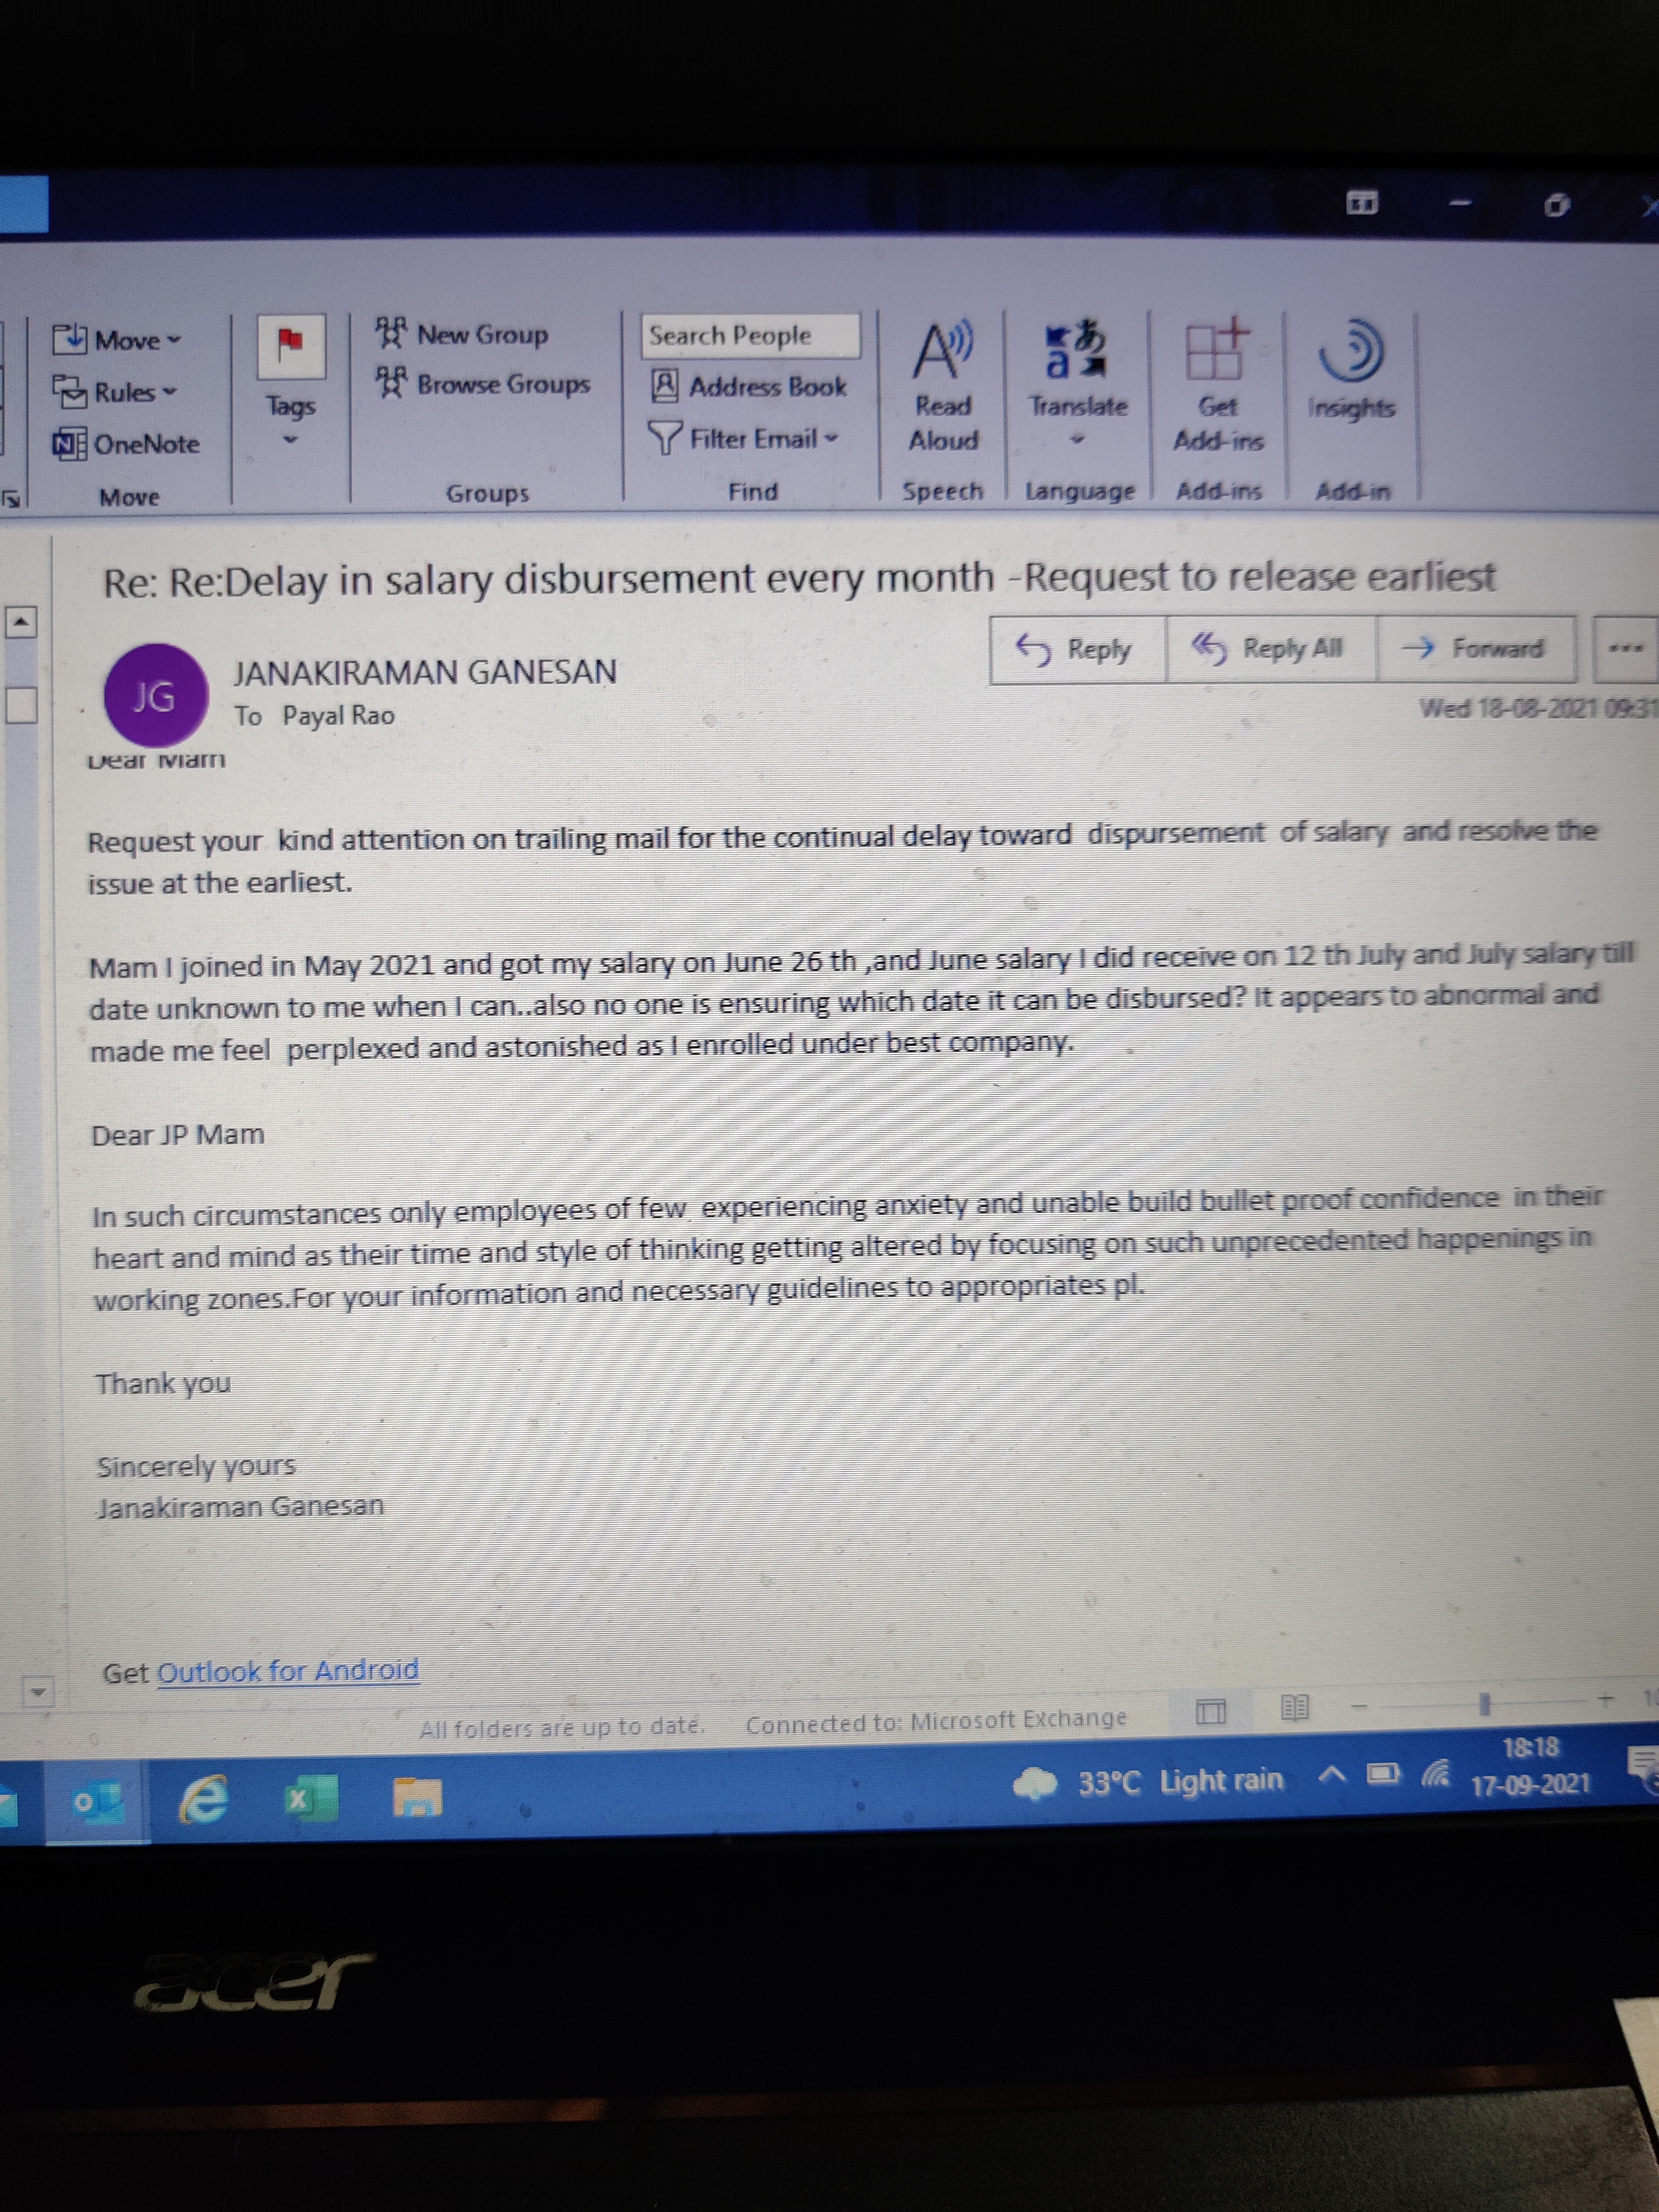 Move
Rules
OneNote
Move
Tags
New Group
Browse Groups
Groups
Search People
Address Book
Filter Email
Find
Read
Aloud
Speech
Translate
Language
Get
Add-ins
Add-ins
Insights
Add-in
Re: Re:Delay in salary disbursement every month -Request to release earliest
JG
JANAKIRAMAN GANESAN
To Payal Rao
Reply
Reply All
Forward
Wed 18-08-2021 09:31
Dear Mam
Request your kind attention on trailing mail for the continual delay toward dispursement of salary and resolve the
issue at the earliest.
Mam I joined in May 2021 and got my salary on June 26 th ,and June salary I did receive on 12 th July and July salary till
date unknown to me when I can..also no one is ensuring which date it can be disbursed? It appears to abnormal and
made me feel perplexed and astonished as I enrolled under best company.
Dear JP Mam
In such circumstances only employees of few experiencing anxiety and unable build bullet proof confidence in their
heart and mind as their time and style of thinking getting altered by focusing on such unprecedented happenings in
working zones.For your information and necessary guidelines to appropriates pl.
Thank you
Sincerely yours
Janakiraman Ganesan
Get Outlook for Android
All folders are up to date. Connected to: Microsoft Exchange
33°C Light rain
18:18
17-09-2021
acer